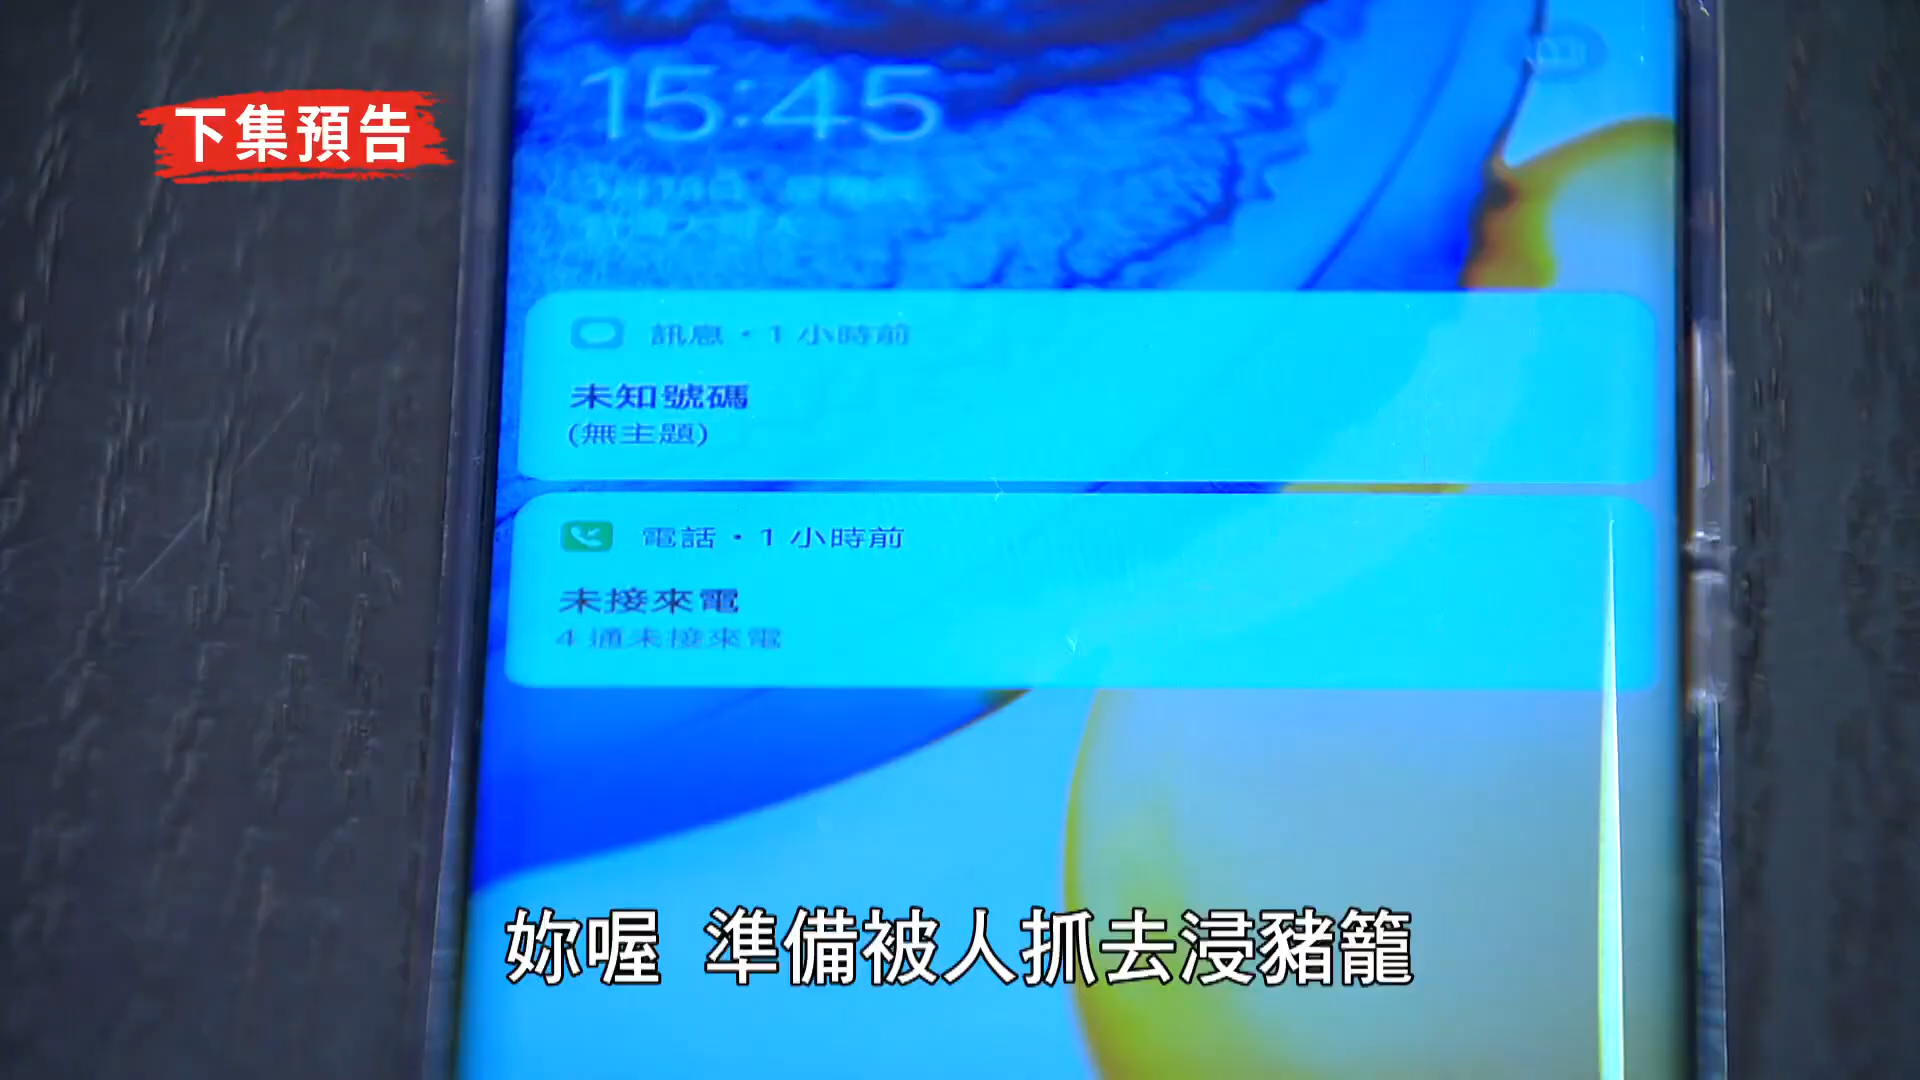 下集預告
15:45
訊息・1 小時前
未知號碼
(無主題)
電話・1 小時前
未接來電
4 通未接來電
妳喔 準備被人抓去浸豬籠